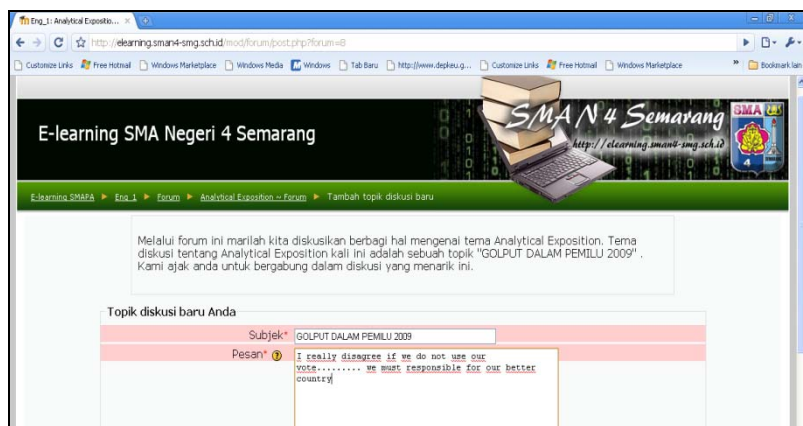 Eng_1: Analytical Expositio...
http://elearning.sman4-smg.sch.id/mod/forum/post.php?forum=8
Customize Links Free Hotmail Windows Marketplace Windows Media Windows Tab Baru http://www.depkeu.g... Customize Links Free Hotmail Windows Marketplace » Bookmark lain
E-learning SMA Negeri 4 Semarang
SMA N 4 Semarang
http://elearning.sman4-smg.sch.id
SMA
4
E-learning SMAPA ► Eng_1 ► Forum ► Analytical Exposition ~ Forum ► Tambah topik diskusi baru
Melalui forum ini marilah kita diskusikan berbagi hal mengenai tema Analytical Exposition. Tema
diskusi tentang Analytical Exposition kali ini adalah sebuah topik "GOLPUT DALAM PEMILU 2009" .
Kami ajak anda untuk bergabung dalam diskusi yang menarik ini.
Topik diskusi baru Anda
Subjek* GOLPUT DALAM PEMILU 2009
Pesan* I really disagree if we do not use our
vote......... we must responsible for our better
country